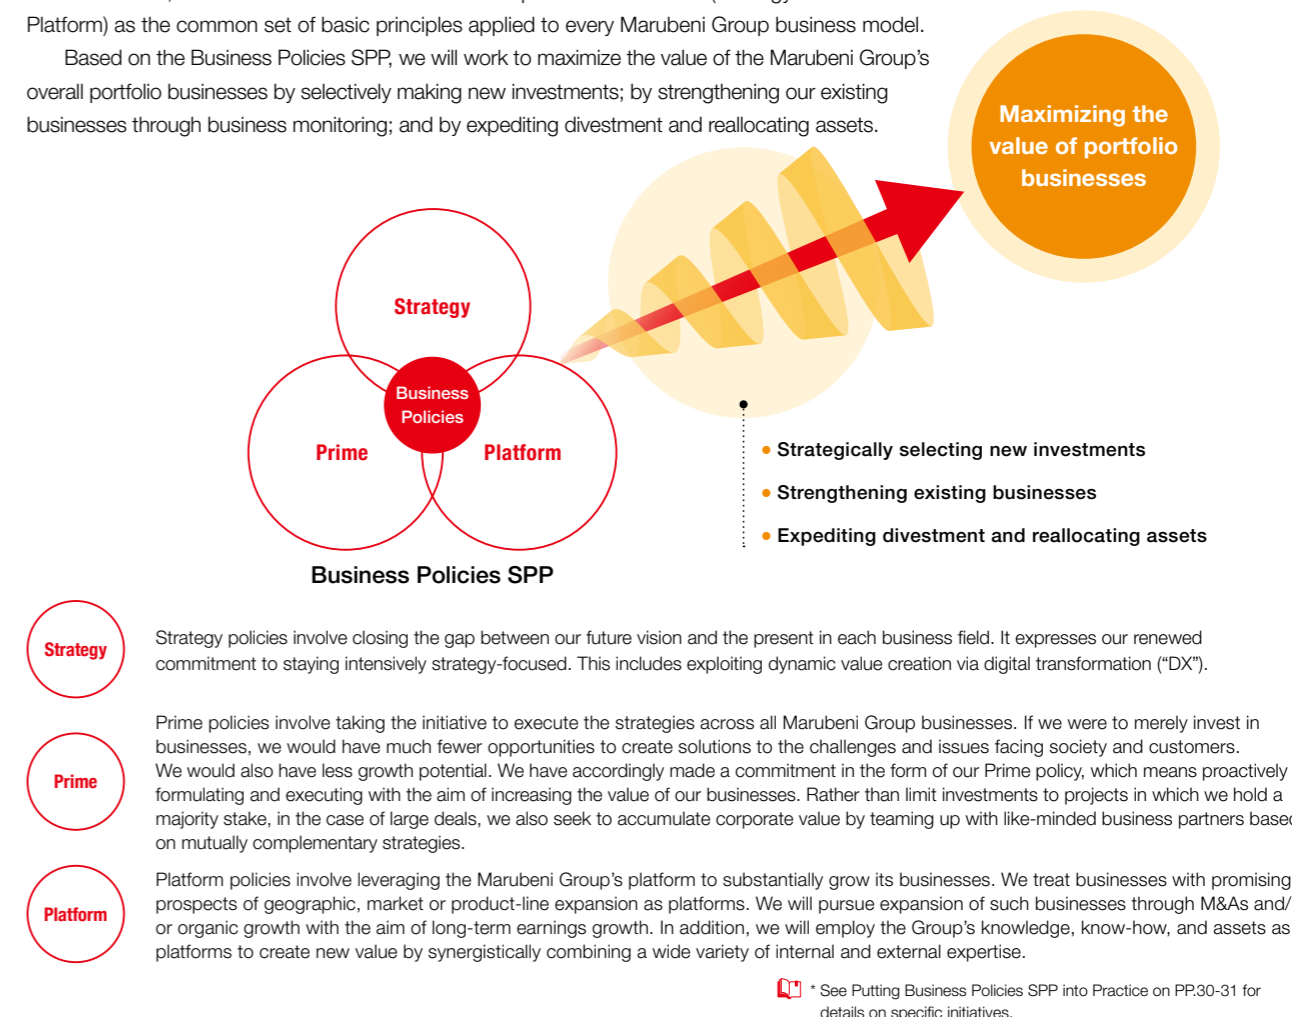 Platform) as the common set of basic principles applied to every Marubeni Group business model.
Based on the Business Policies SPP, we will work to maximize the value of the Marubeni Group’s
overall portfolio businesses by selectively making new investments; by strengthening our existing
businesses through business monitoring; and by expediting divestment and reallocating assets.
Maximizing the
value of portfolio
businesses
Strategy
Business
Policies
Prime
Platform
• Strategically selecting new investments
• Strengthening existing businesses
• Expediting divestment and reallocating assets
Business Policies SPP
Strategy
Strategy policies involve closing the gap between our future vision and the present in each business field. It expresses our renewed
commitment to staying intensively strategy-focused. This includes exploiting dynamic value creation via digital transformation (“DX”).
Prime
Prime policies involve taking the initiative to execute the strategies across all Marubeni Group businesses. If we were to merely invest in
businesses, we would have much fewer opportunities to create solutions to the challenges and issues facing society and customers.
We would also have less growth potential. We have accordingly made a commitment in the form of our Prime policy, which means proactively
formulating and executing with the aim of increasing the value of our businesses. Rather than limit investments to projects in which we hold a
majority stake, in the case of large deals, we also seek to accumulate corporate value by teaming up with like-minded business partners based
on mutually complementary strategies.
Platform
Platform policies involve leveraging the Marubeni Group’s platform to substantially grow its businesses. We treat businesses with promising
prospects of geographic, market or product-line expansion as platforms. We will pursue expansion of such businesses through M&As and/
or organic growth with the aim of long-term earnings growth. In addition, we will employ the Group’s knowledge, know-how, and assets as
platforms to create new value by synergistically combining a wide variety of internal and external expertise.
* See Putting Business Policies SPP into Practice on PP.30-31 for
details on specific initiatives.